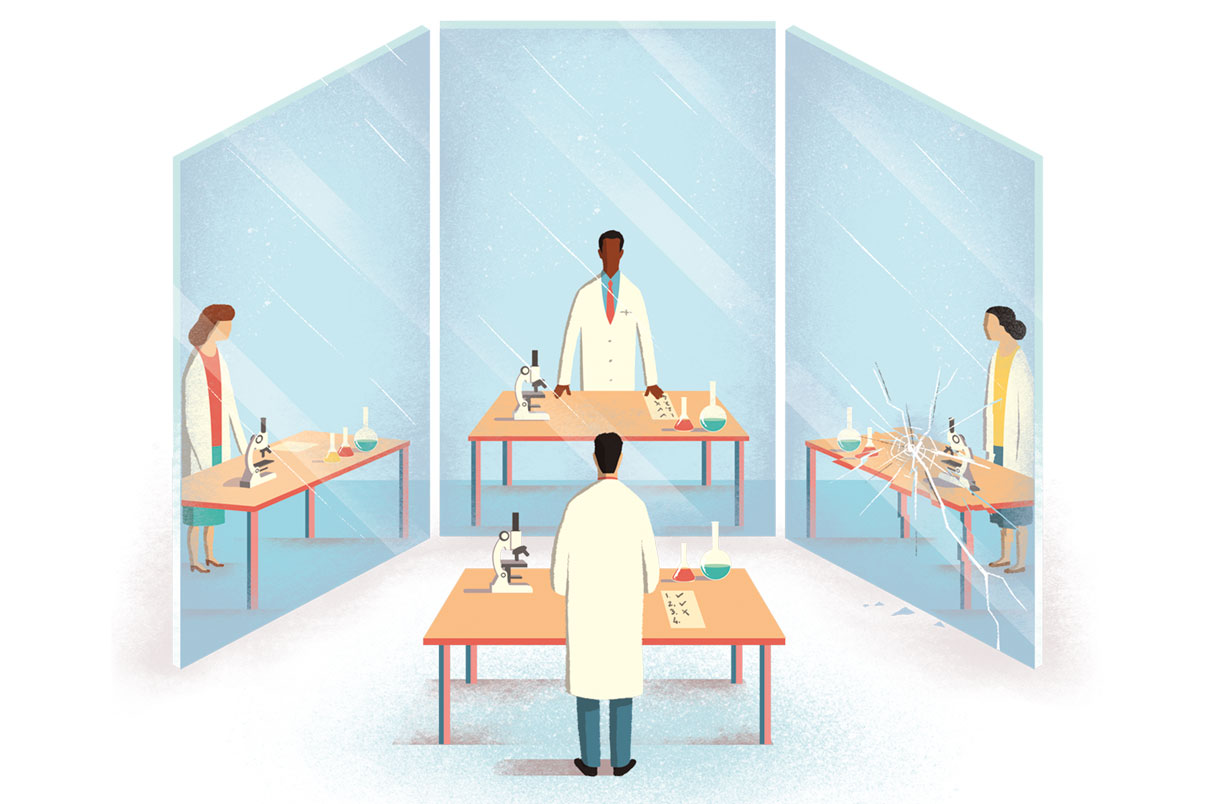 1. ✓
2. ✓
3. ✗
4.